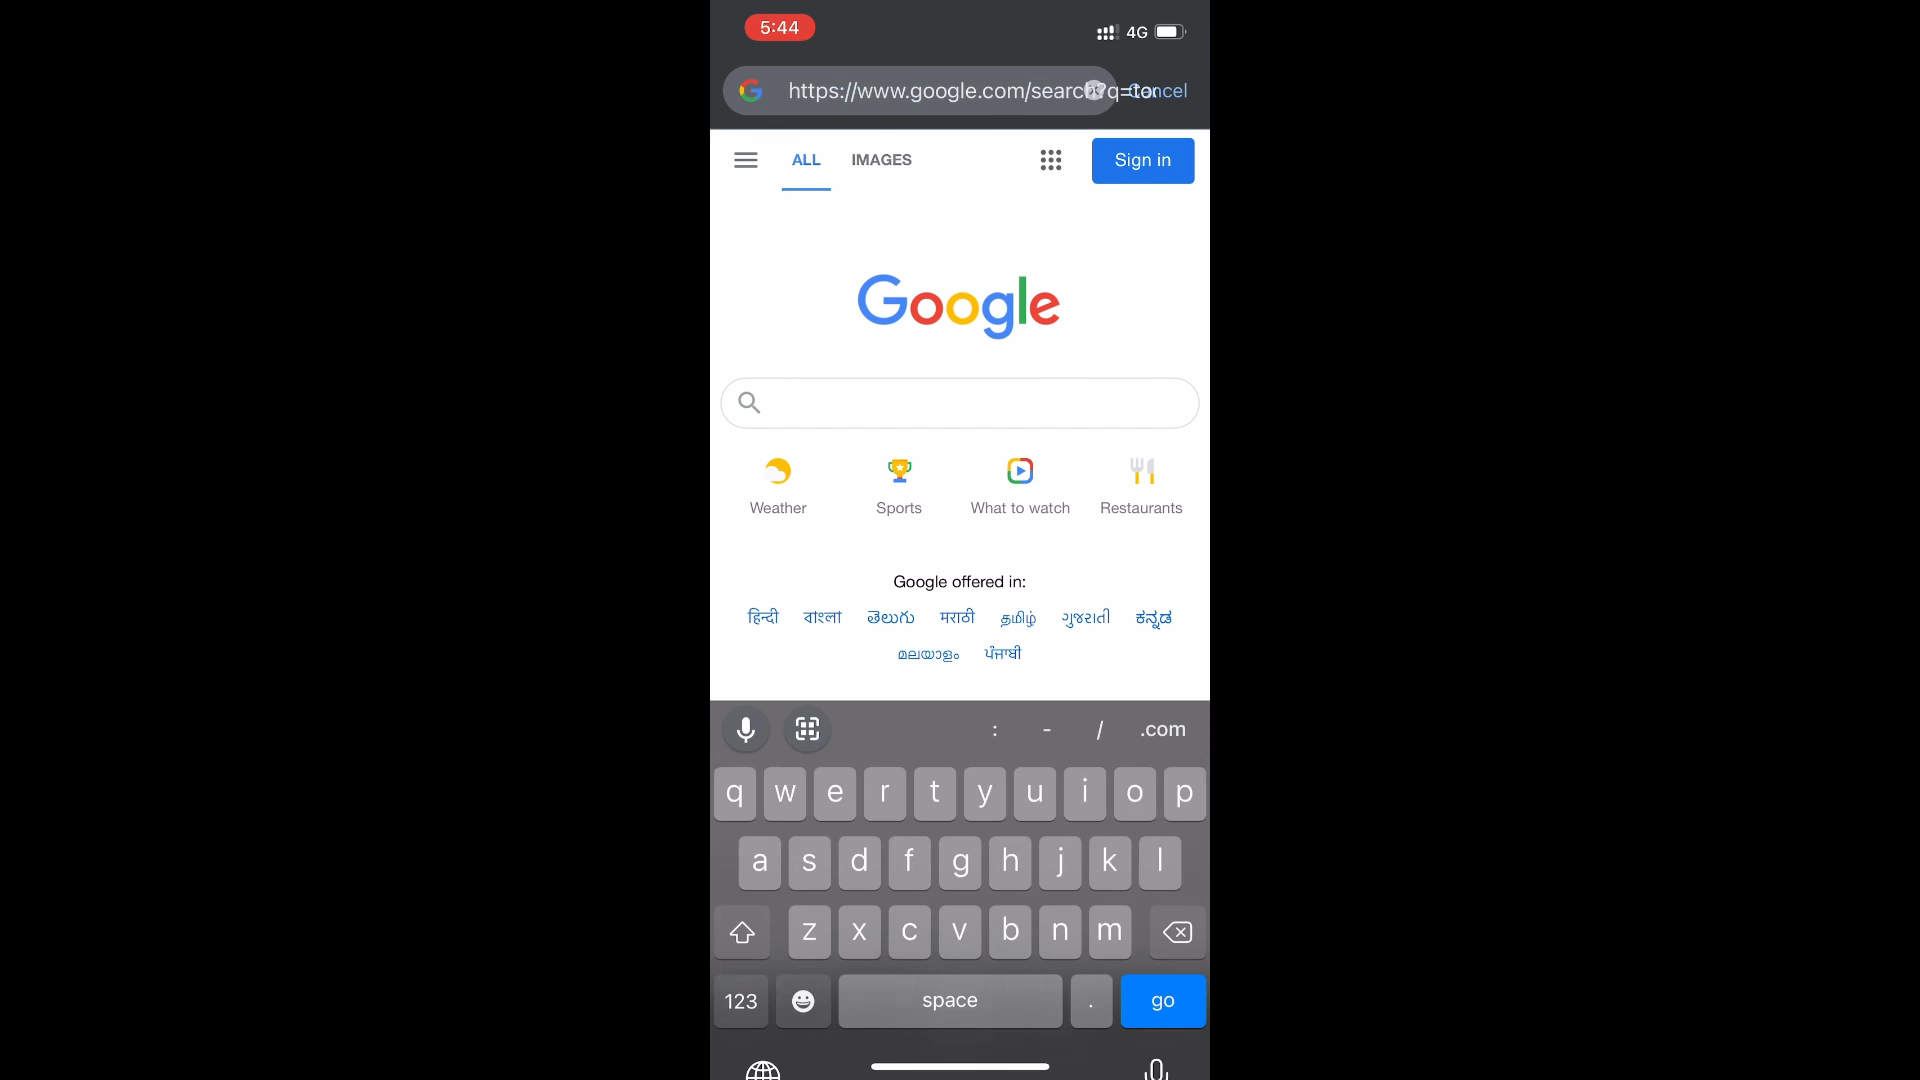 5:44 4G
https://www.google.com/search?q=tor Cancel
ALL IMAGES Sign in
Google
Weather Sports What to watch Restaurants
Google offered in:
हिन्दी বাংলা తెలుగు मराठी தமிழ் ગુજરાતી ಕನ್ನಡ
മലയാളം ਪੰਜਾਬੀ
: - / .com
q w e r t y u i o p
a s d f g h j k l
z x c v b n m
123 space . go